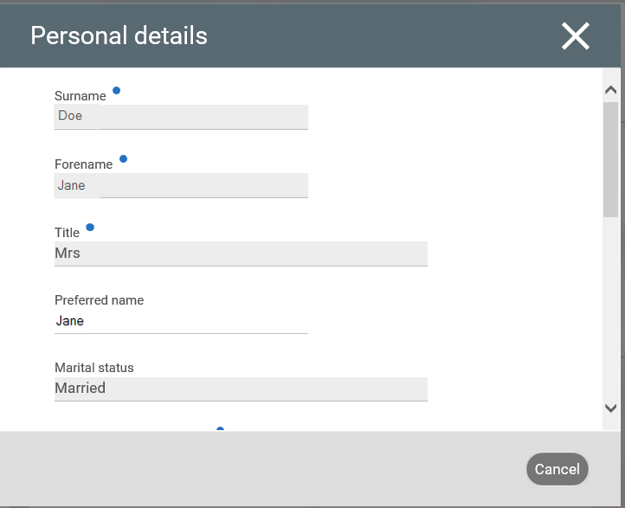 Personal details
Surname
Doe
Forename
Jane
Title
Mrs
Preferred name
Jane
Marital status
Married
Cancel